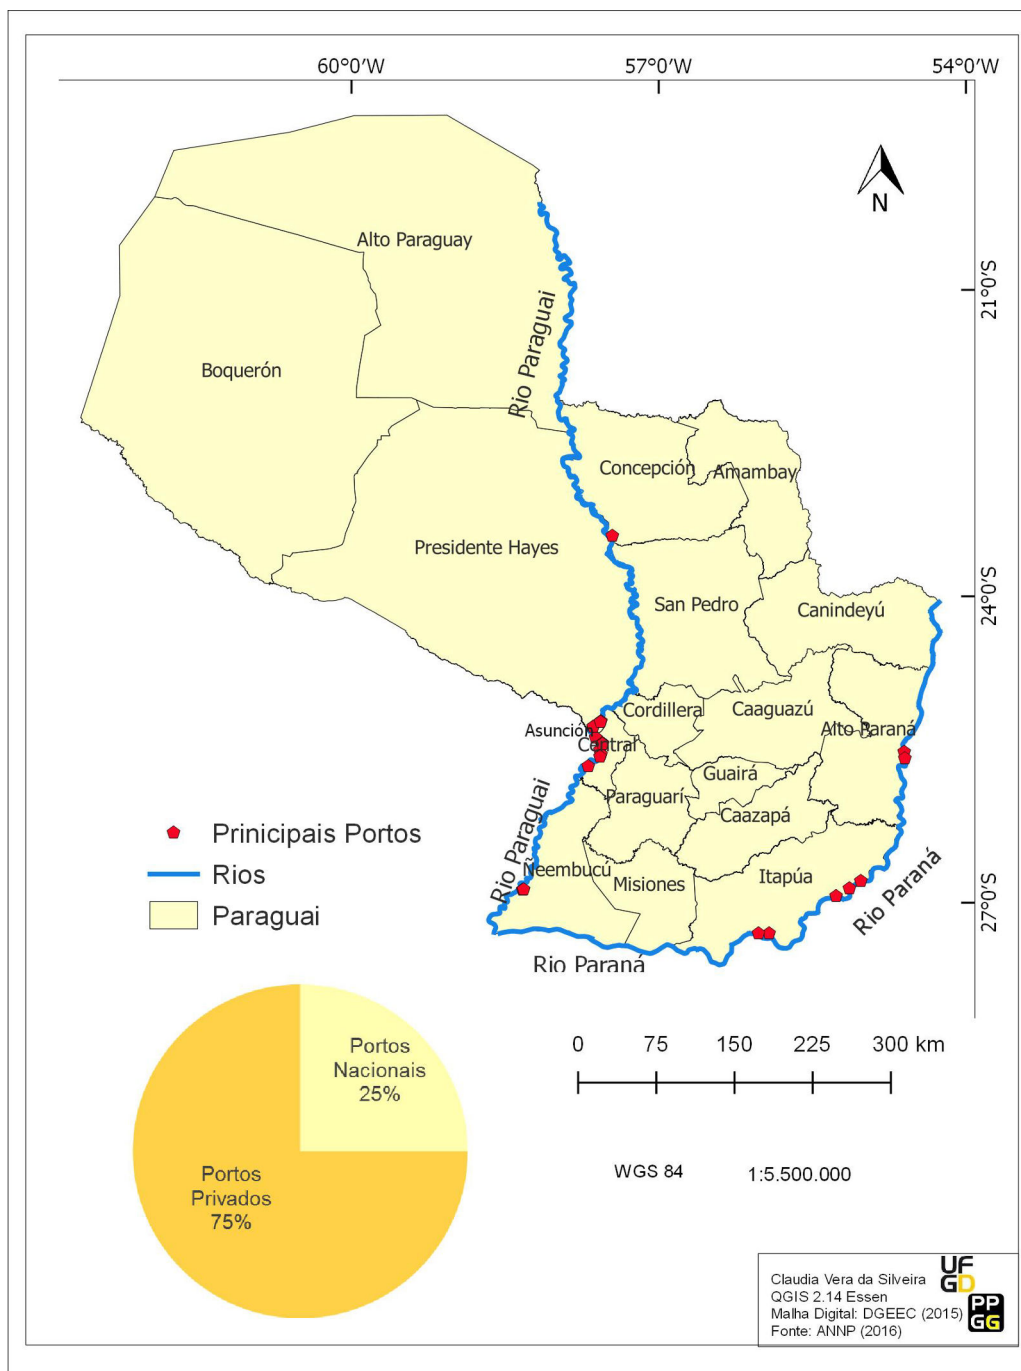 60°0'W
57°0'W
54°0'W
N
21°0'S
24°0'S
27°0'S
Alto Paraguay
Rio Paraguai
Boquerón
Concepción
Amambay
Presidente Hayes
San Pedro
Canindeyú
Cordillera
Caaguazú
Asunción
Central
Alto Paraná
Guairá
Paraguarí
Caazapá
Rio Paraguai
Ñeembucú
Misiones
Itapúa
Rio Paraná
Rio Paraná
Prinicipais Portos
Rios
Paraguai
0 75 150 225 300 km
Portos
Nacionais
25%
Portos
Privados
75%
WGS 84 1:5.500.000
Claudia Vera da Silveira
QGIS 2.14 Essen
Malha Digital: DGEEC (2015)
Fonte: ANNP (2016)
UF
GD
PP
GG